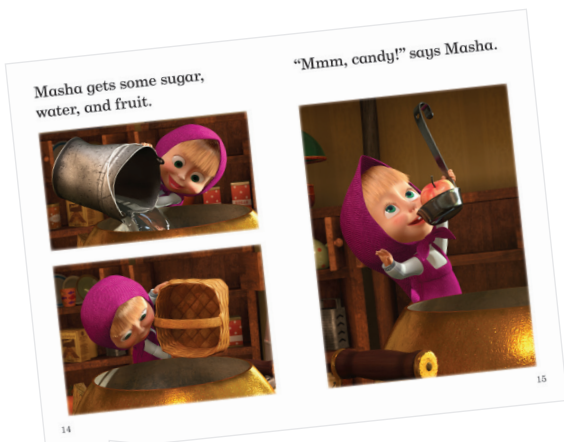 Masha gets some sugar,
water, and fruit.
14
“Mmm, candy!” says Masha.
15